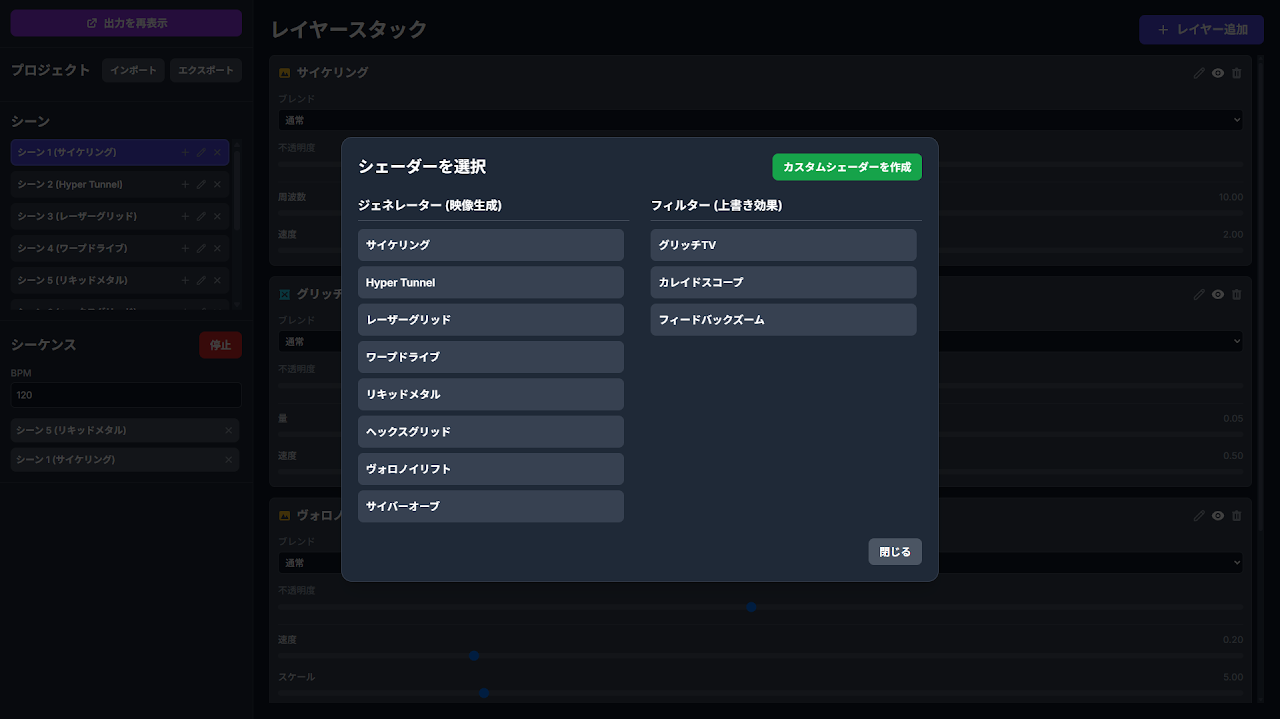 出力を再表示
プロジェクト
インポート
エクスポート
シーン
シーン 1 (サイケリング)
シーン 2 (Hyper Tunnel)
シーン 3 (レーザーグリッド)
シーン 4 (ワープドライブ)
シーン 5 (リキッドメタル)
シーケンス
停止
BPM
120
シーン 5 (リキッドメタル)
シーン 1 (サイケリング)
レイヤースタック
レイヤー追加
サイケリング
ブレンド
通常
不透明度
周波数
10.00
速度
2.00
グリッチ
ブレンド
通常
不透明度
量
0.05
速度
0.50
ヴォロノ
ブレンド
通常
不透明度
速度
0.20
スケール
5.00
シェーダーを選択
カスタムシェーダーを作成
ジェネレーター (映像生成)
サイケリング
Hyper Tunnel
レーザーグリッド
ワープドライブ
リキッドメタル
ヘックスグリッド
ヴォロノイリフト
サイバーオーブ
フィルター (上書き効果)
グリッチTV
カレイドスコープ
フィードバックズーム
閉じる